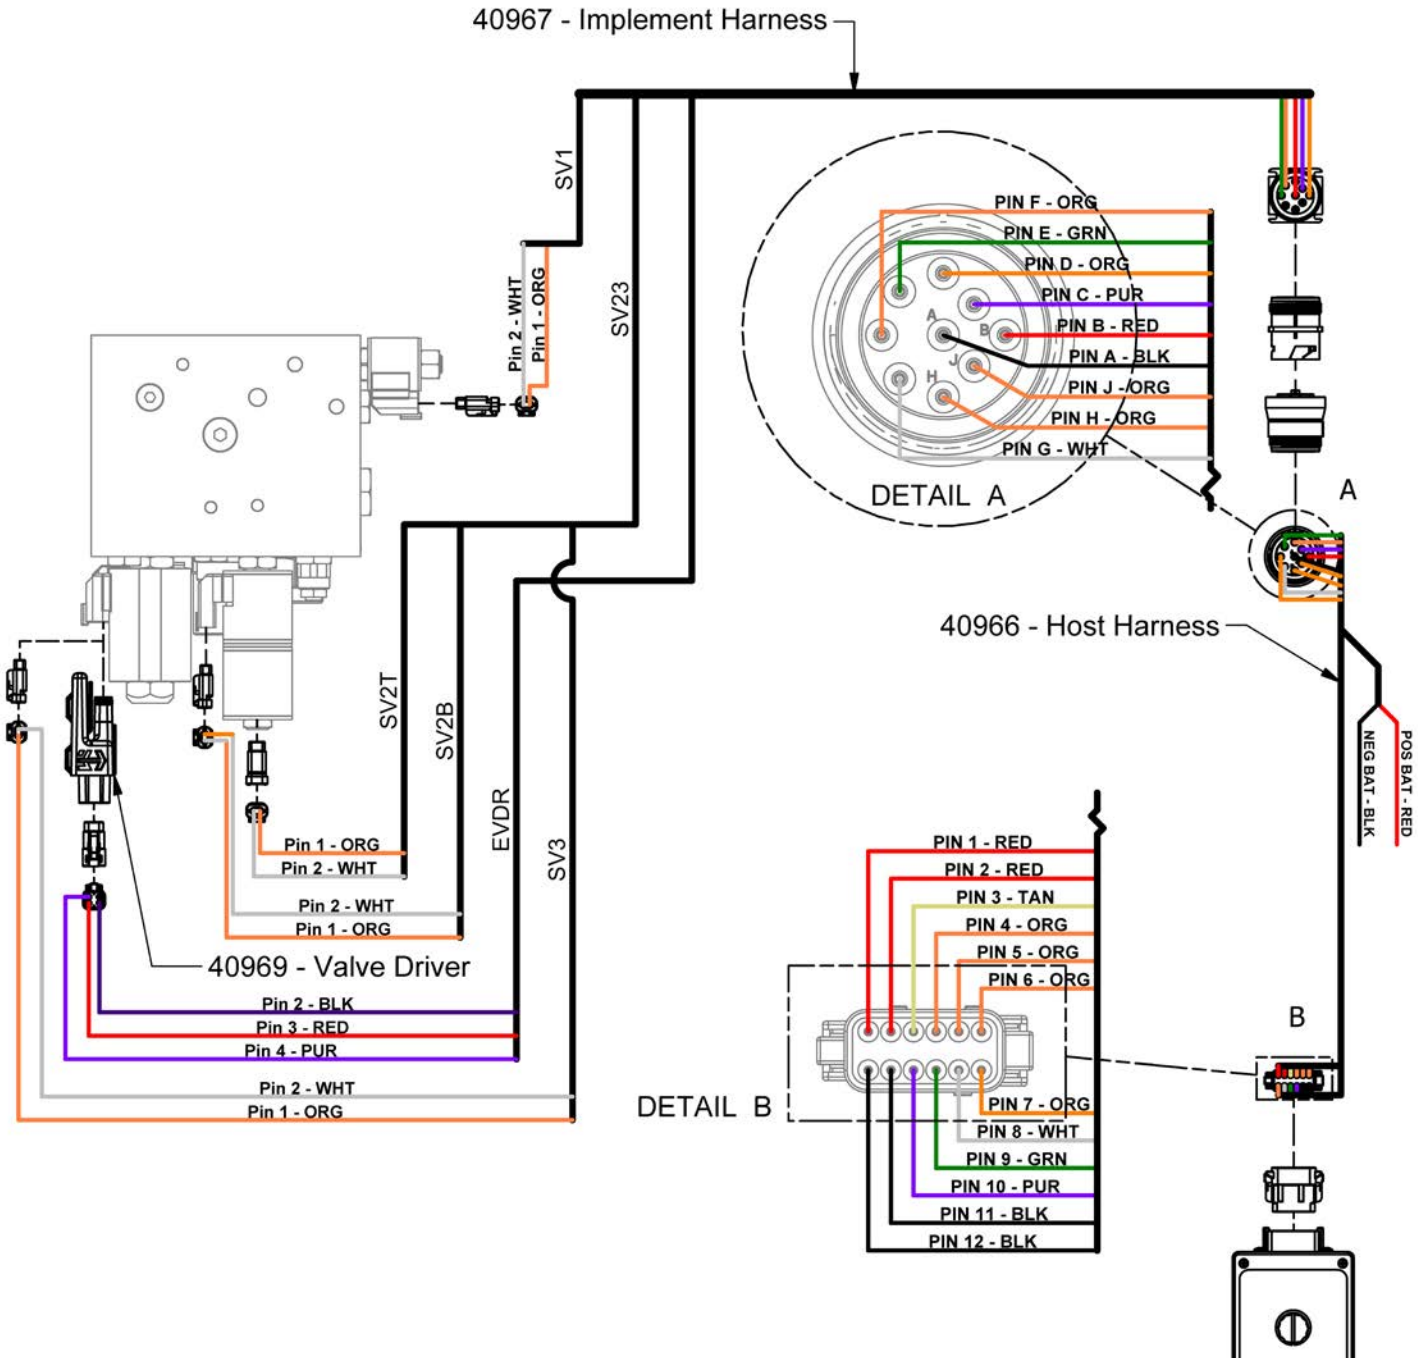 40967 - Implement Harness
SV1
SV23
Pin 2 - WHT
Pin 1 - ORG
PIN F - ORG
PIN E - GRN
PIN D - ORG
PIN C - PUR
PIN B - RED
PIN A - BLK
PIN J - ORG
PIN H - ORG
PIN G - WHT
A
B
J
H
DETAIL A
A
40966 - Host Harness
POS BAT - RED
NEG BAT - BLK
SV2T
SV2B
EVDR
SV3
Pin 1 - ORG
Pin 2 - WHT
Pin 2 - WHT
Pin 1 - ORG
40969 - Valve Driver
Pin 2 - BLK
Pin 3 - RED
Pin 4 - PUR
Pin 2 - WHT
Pin 1 - ORG
PIN 1 - RED
PIN 2 - RED
PIN 3 - TAN
PIN 4 - ORG
PIN 5 - ORG
PIN 6 - ORG
B
DETAIL B
PIN 7 - ORG
PIN 8 - WHT
PIN 9 - GRN
PIN 10 - PUR
PIN 11 - BLK
PIN 12 - BLK